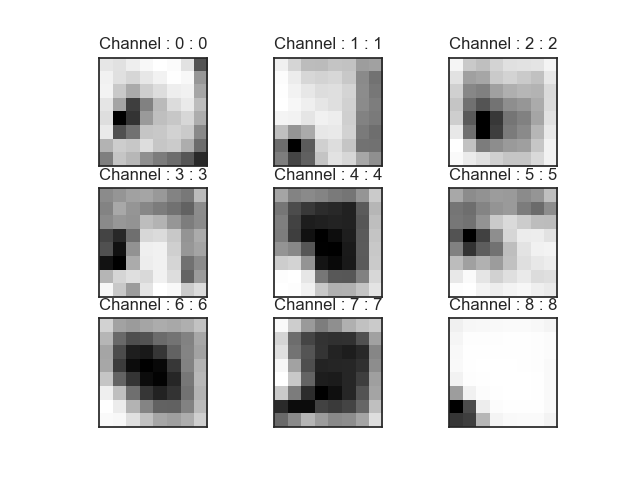 Channel : 0 : 0
Channel : 1 : 1
Channel : 2 : 2
Channel : 3 : 3
Channel : 4 : 4
Channel : 5 : 5
Channel : 6 : 6
Channel : 7 : 7
Channel : 8 : 8